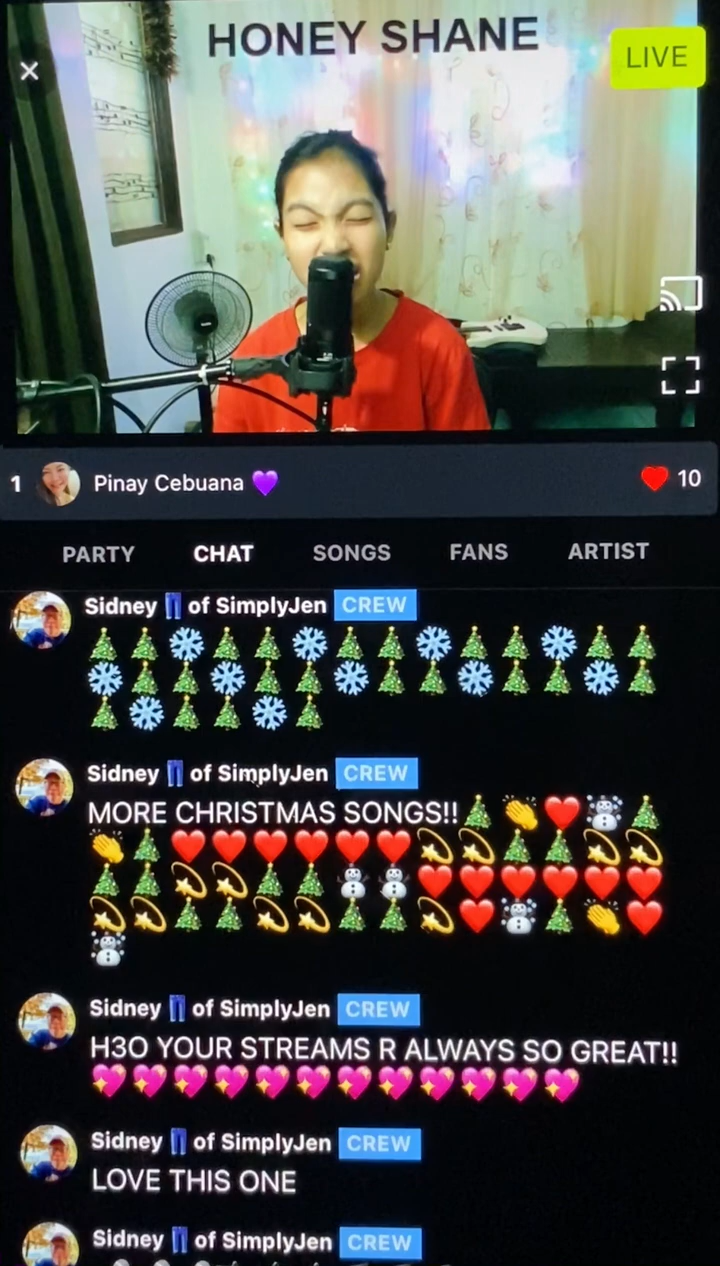 HONEY SHANE
LIVE
1 Pinay Cebuana 💜 ❤️ 10
PARTY CHAT SONGS FANS ARTIST
Sidney 👖 of SimplyJen CREW
🎄🎄❄️🎄🎄❄️🎄🎄❄️🎄🎄❄️🎄🎄
❄️🎄🎄❄️🎄🎄❄️🎄🎄❄️🎄🎄❄️🎄
🎄❄️🎄🎄❄️🎄
Sidney 👖 of SimplyJen CREW
MORE CHRISTMAS SONGS!!🎄👏❤️☃️🎄
👏🎄❤️❤️❤️❤️❤️❤️💫💫🎄🎄💫💫
🎄🎄💫💫🎄🎄⛄⛄❤️❤️❤️❤️❤️❤️
💫💫🎄🎄💫💫🎄🎄💫❤️☃️🎄👏❤️
☃️
Sidney 👖 of SimplyJen CREW
H3O YOUR STREAMS R ALWAYS SO GREAT!!
💖💖💖💖💖💖💖💖💖💖💖💖
Sidney 👖 of SimplyJen CREW
LOVE THIS ONE
Sidney 👖 of SimplyJen CREW